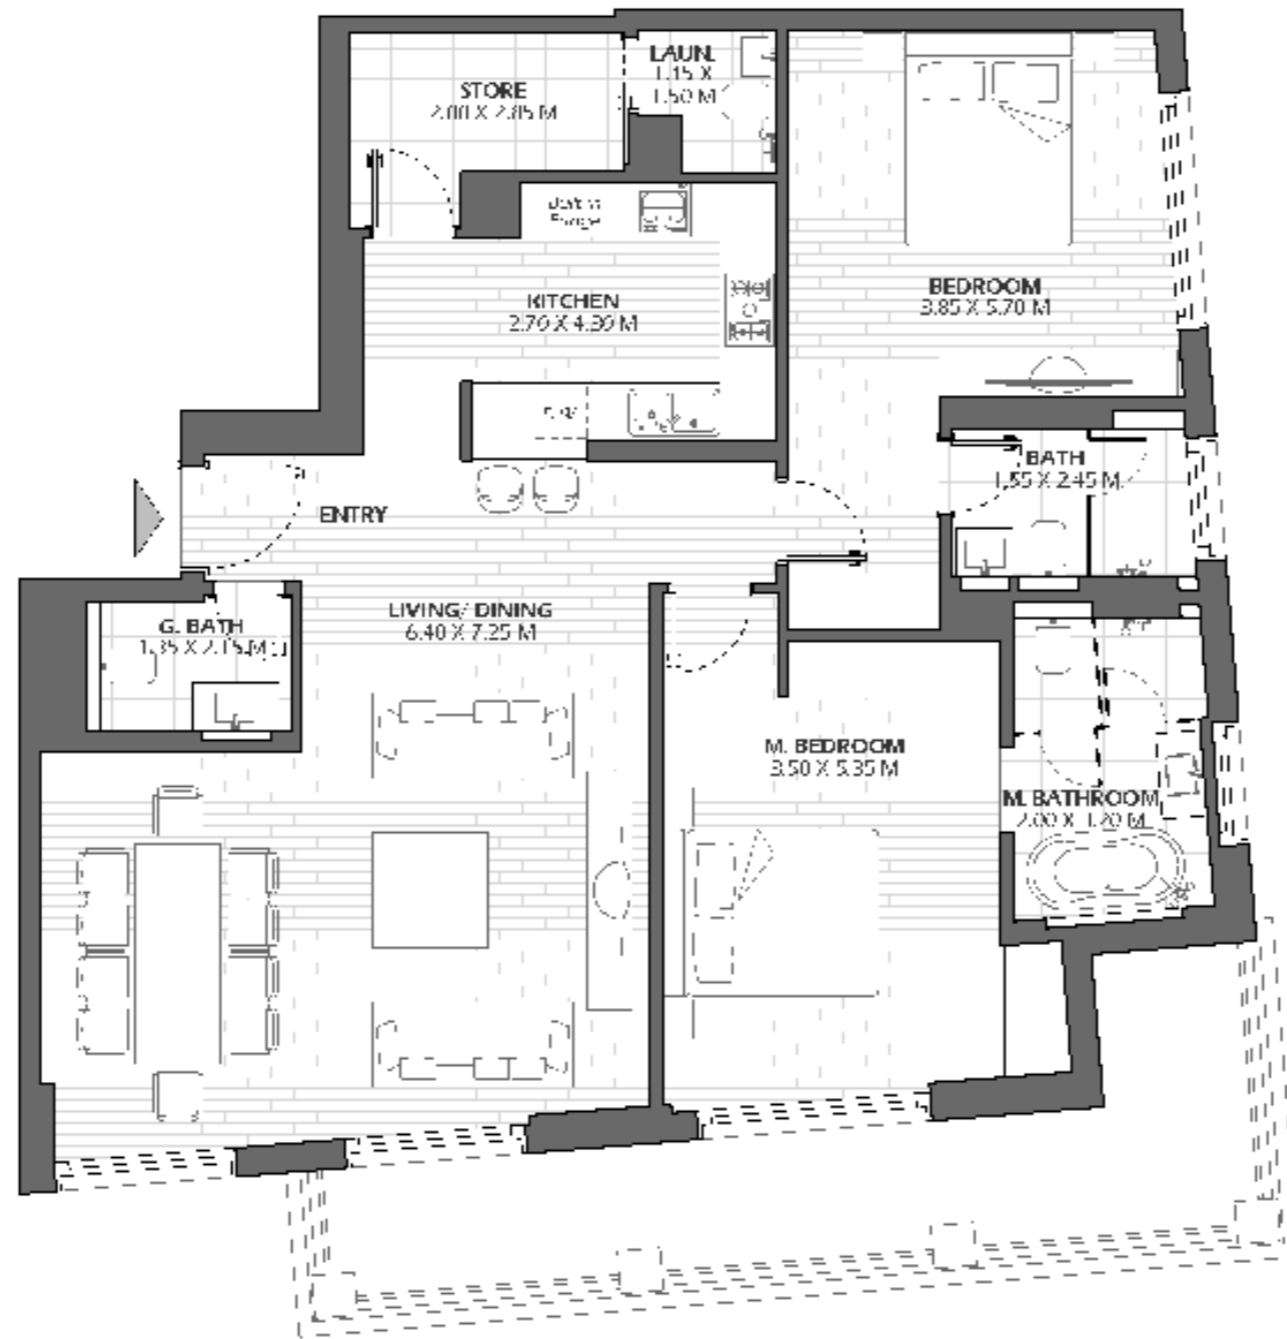 LAUN.
1.15 X
1.50 M
STORE
2.00 X 2.85 M
KITCHEN
2.70 X 4.30 M
BEDROOM
3.85 X 5.70 M
BATH
1.55 X 2.45 M
ENTRY
LIVING/ DINING
6.40 X 7.25 M
G. BATH
1.35 X 2.15 M
M. BEDROOM
3.50 X 5.35 M
M. BATHROOM